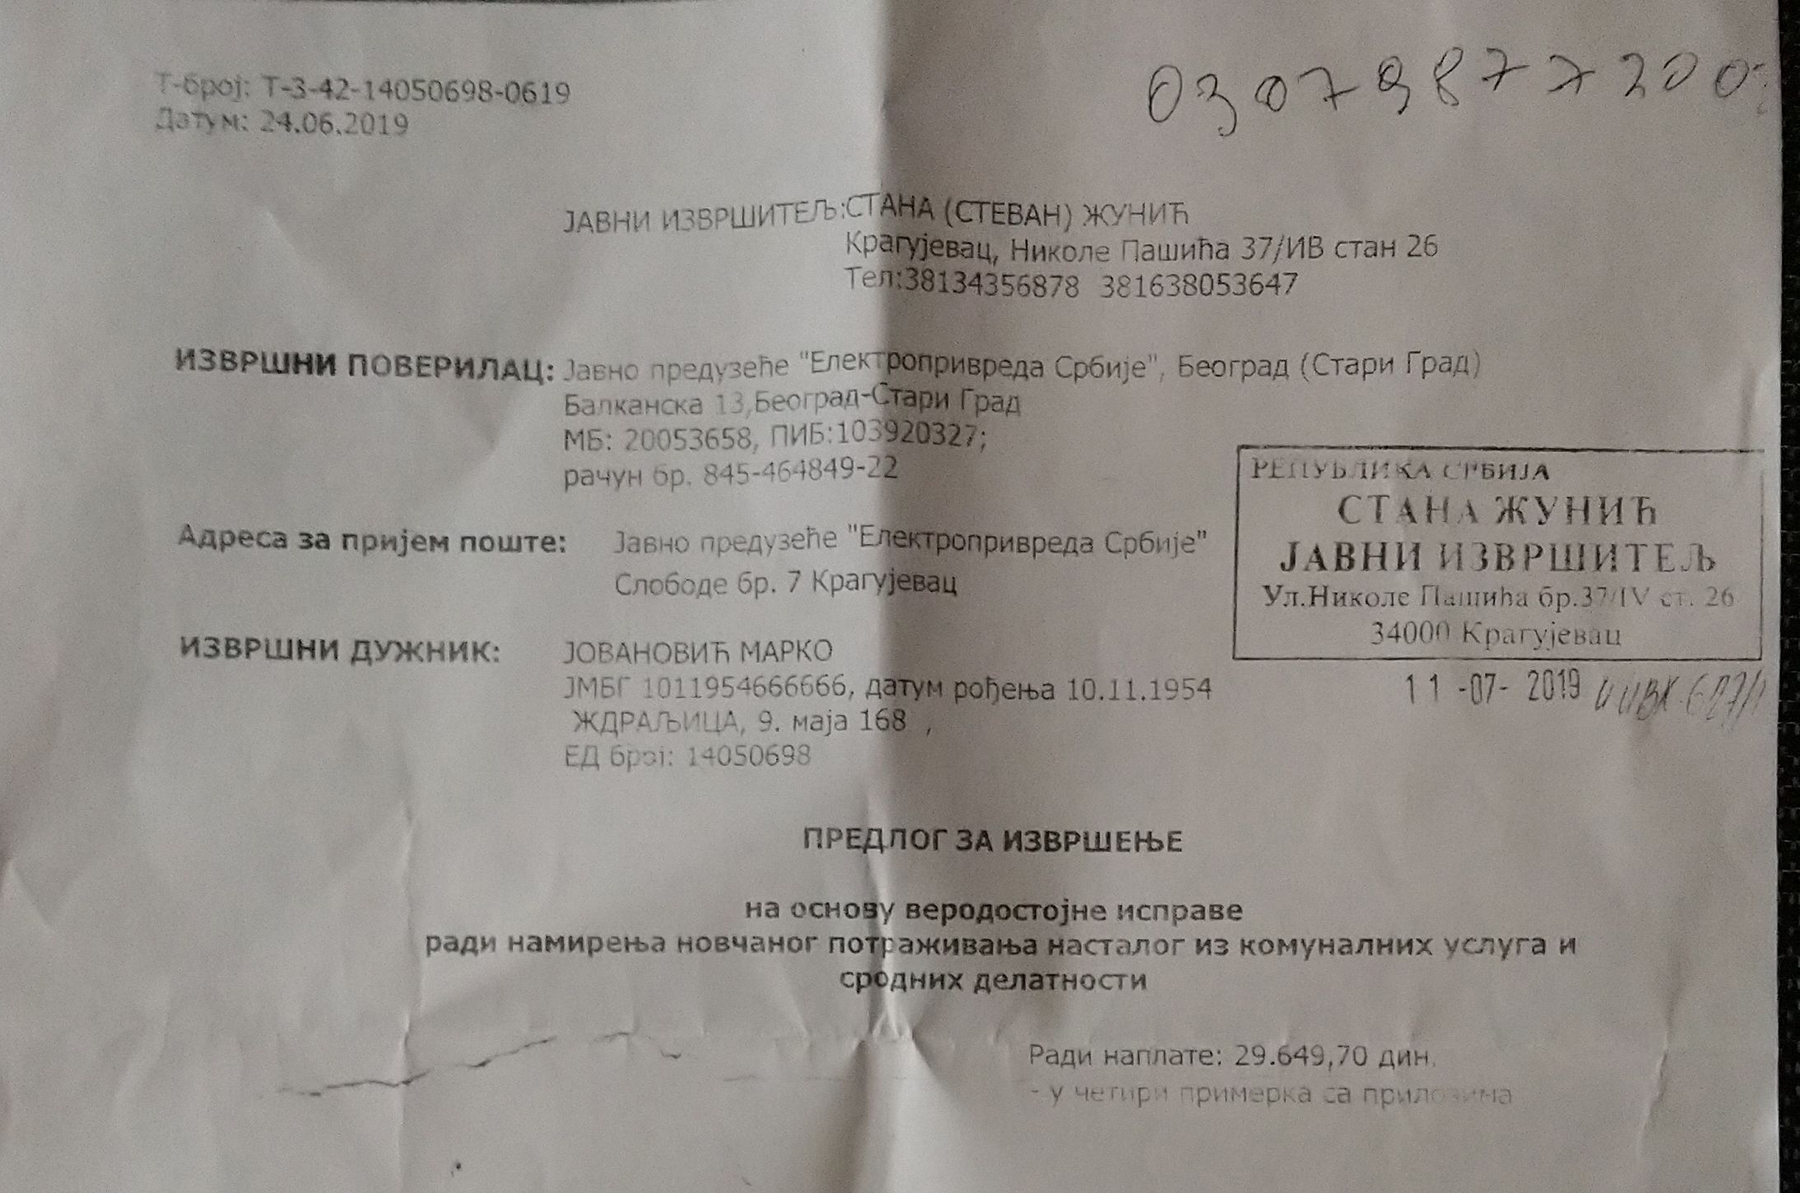 Т-број: Т-3-42-14050698-0619
Датум: 24.06.2019
ЈАВНИ ИЗВРШИТЕЉ:СТАНА (СТЕВАН) ЖУНИЋ
Крагујевац, Николе Пашића 37/ИВ стан 26
Тел:38134356878 381638053647
ИЗВРШНИ ПОВЕРИЛАЦ: Јавно предузеће "Електропривреда Србије", Београд (Стари Град)
Балканска 13,Београд-Стари Град
МБ: 20053658, ПИБ:103920327;
рачун бр. 845-464849-22
РЕПУБЛИКА СРБИЈА
СТАНА ЖУНИЋ
ЈАВНИ ИЗВРШИТЕЉ
Ул.Николе Пашића бр.37/IV ст. 26
34000 Крагујевац
11 -07- 2019
Адреса за пријем поште: Јавно предузеће "Електропривреда Србије"
Слободе бр. 7 Крагујевац
ИЗВРШНИ ДУЖНИК: ЈОВАНОВИЋ МАРКО
ЈМБГ 1011954666666, датум рођења 10.11.1954
ЖДРАЉИЦА, 9. маја 168 ,
ЕД број: 14050698
ПРЕДЛОГ ЗА ИЗВРШЕЊЕ
на основу веродостојне исправе
ради намирења новчаног потраживања насталог из комуналних услуга и
сродних делатности
Ради наплате: 29.649,70 дин.
- у четири примерка са прилозима